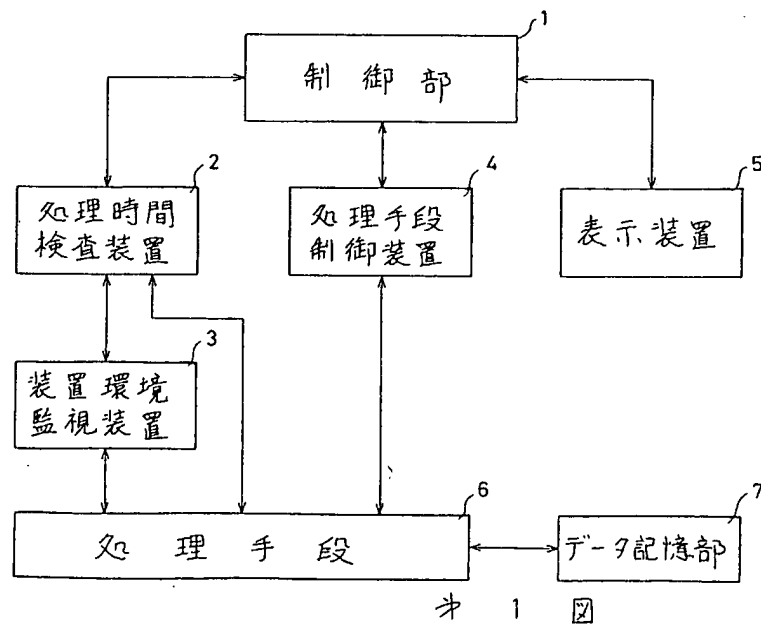 1
制御部
2
処理時間
検査装置
4
処理手段
制御装置
5
表示装置
3
装置環境
監視装置
6
処理手段
7
データ記憶部
才 1 図